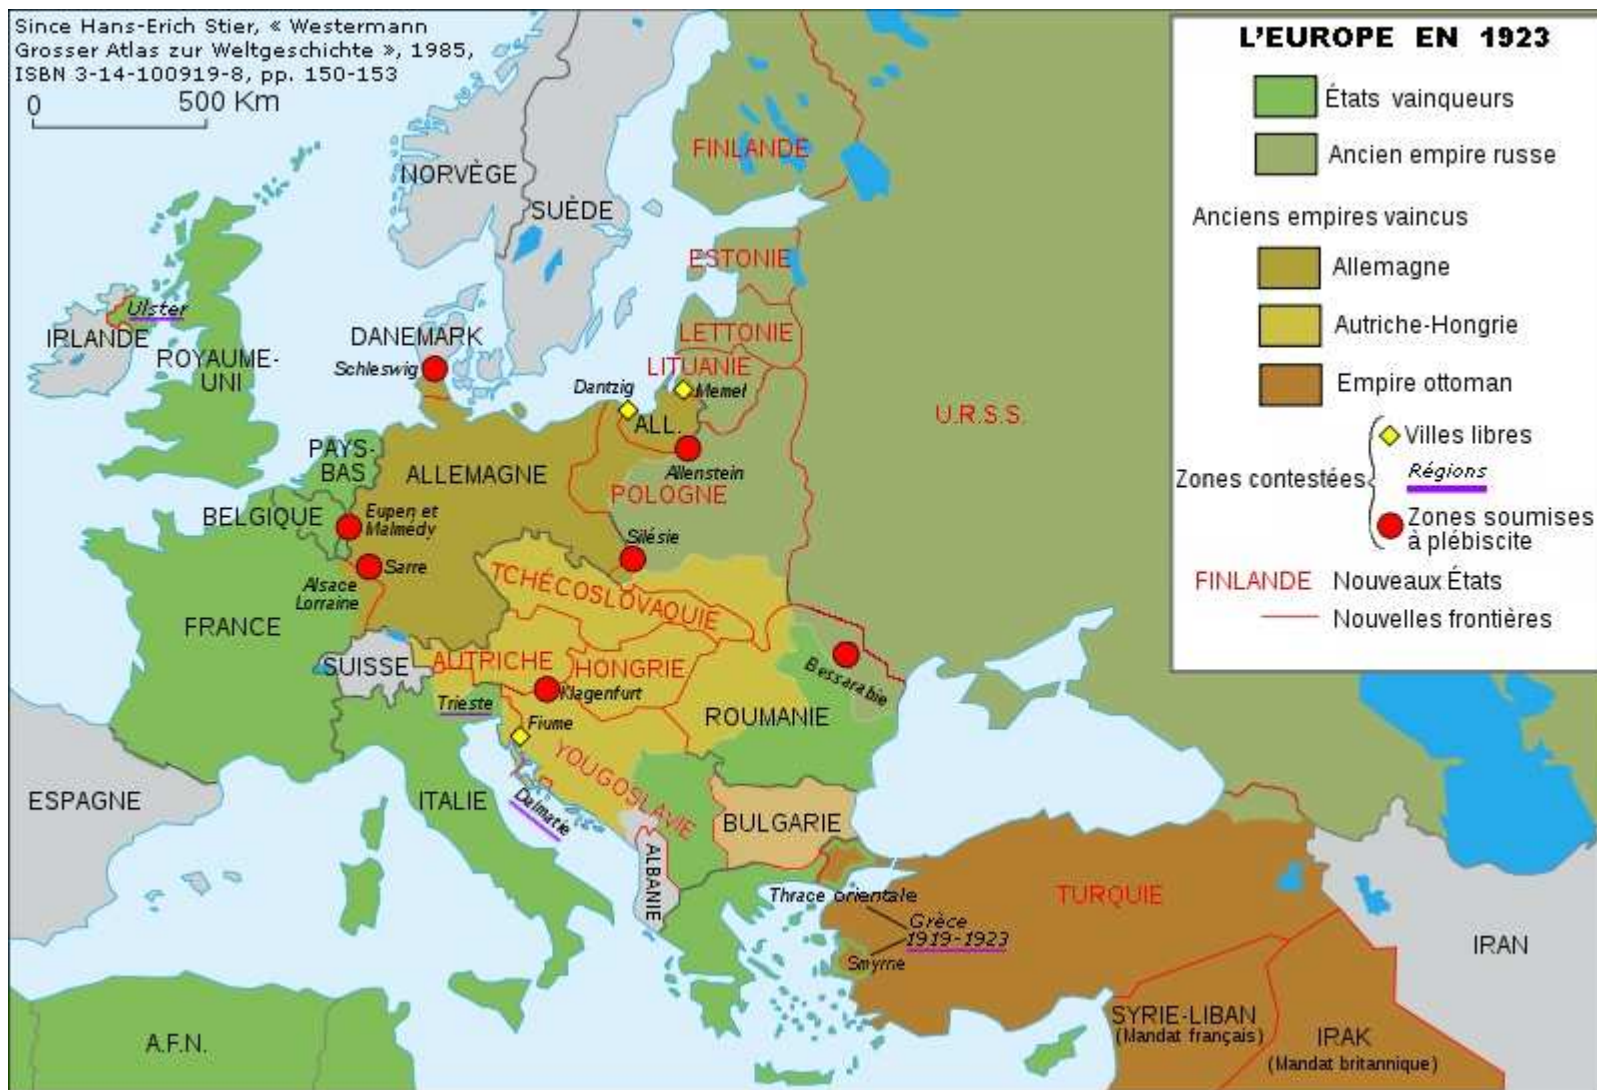 Since Hans-Erich Stier, « Westermann
Grosser Atlas zur Weltgeschichte », 1985,
ISBN 3-14-100919-8, pp. 150-153
0 500 Km
L'EUROPE EN 1923
États vainqueurs
Ancien empire russe
Anciens empires vaincus
Allemagne
Autriche-Hongrie
Empire ottoman
Zones contestées
Villes libres
Régions
Zones soumises
à plébiscite
FINLANDE Nouveaux États
Nouvelles frontières
FINLANDE
NORVÈGE
SUÈDE
ESTONIE
Ulster
IRLANDE
ROYAUME-
UNI
DANEMARK
Schleswig
LETTONIE
LITUANIE
Memel
Dantzig
ALL.
Allenstein
U.R.S.S.
PAYS-
BAS
ALLEMAGNE
POLOGNE
BELGIQUE
Eupen et
Malmédy
Silésie
Sarre
Alsace
Lorraine
TCHÉCOSLOVAQUIE
FRANCE
SUISSE
AUTRICHE
HONGRIE
Klagenfurt
Bessarabie
Trieste
Fiume
ROUMANIE
YOUGOSLAVIE
ESPAGNE
ITALIE
Dalmatie
BULGARIE
ALBANIE
Thrace orientale
Grèce
1919-1923
Smyrne
TURQUIE
IRAN
SYRIE-LIBAN
(Mandat français)
IRAK
(Mandat britannique)
A.F.N.